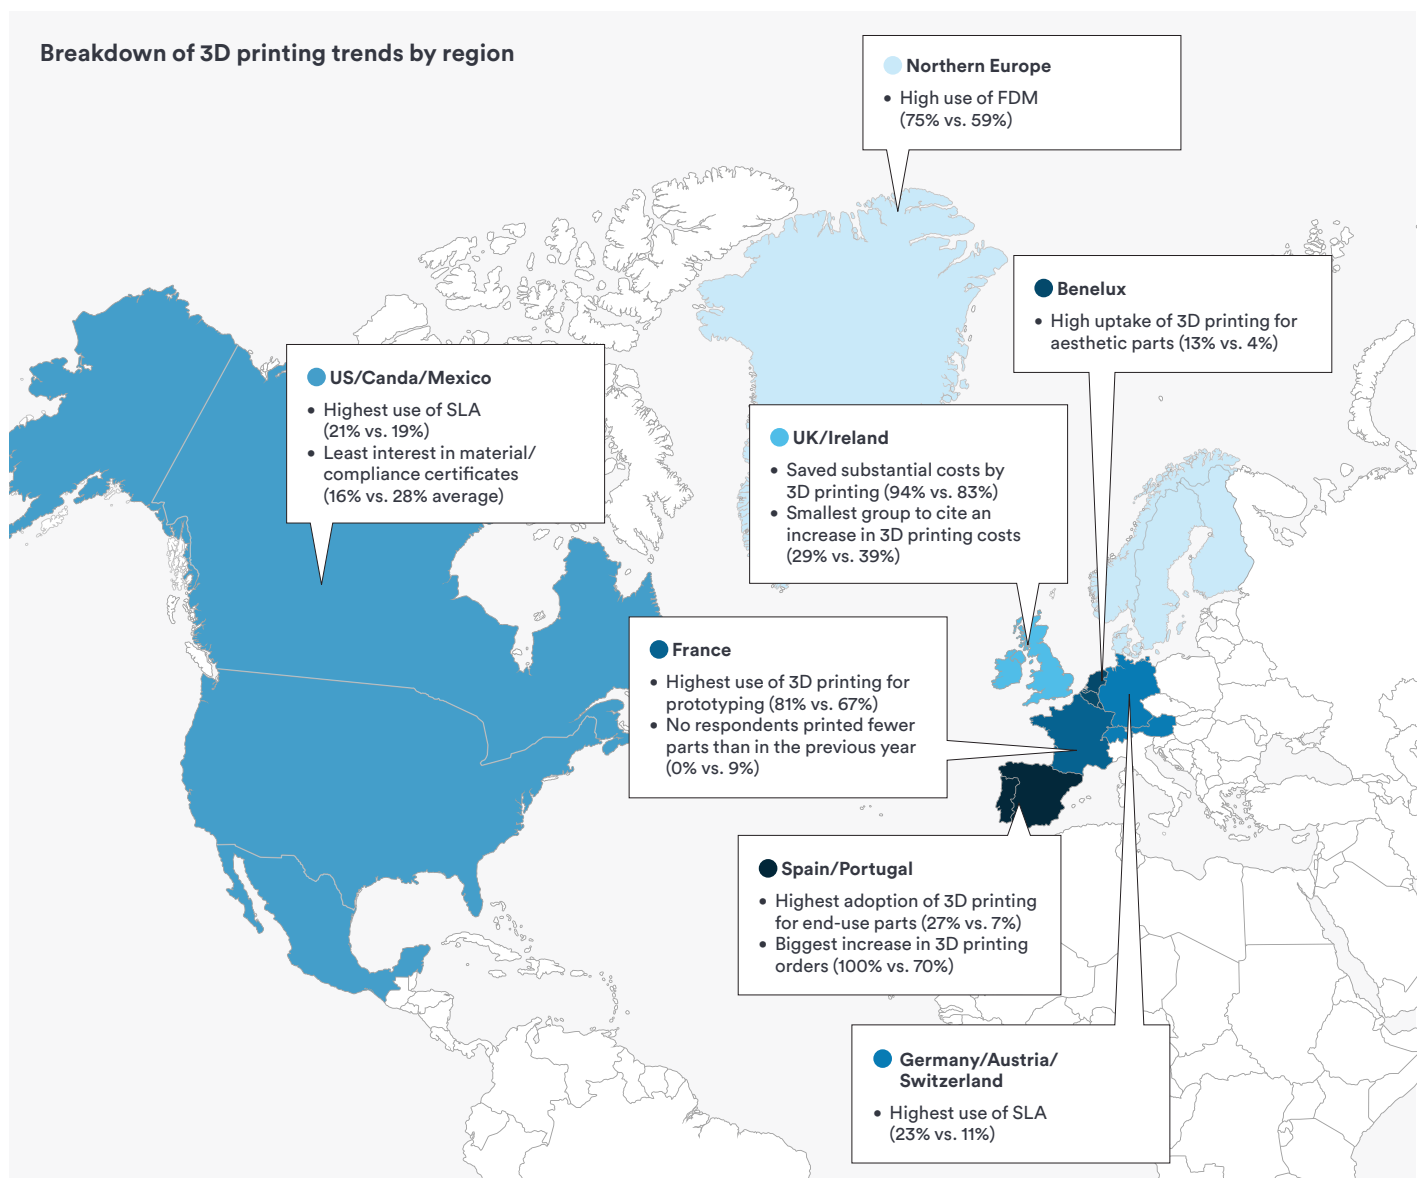 Breakdown of 3D printing trends by region
Northern Europe
• High use of FDM
(75% vs. 59%)
Benelux
• High uptake of 3D printing for
aesthetic parts (13% vs. 4%)
US/Canda/Mexico
• Highest use of SLA
(21% vs. 19%)
• Least interest in material/
compliance certificates
(16% vs. 28% average)
UK/Ireland
• Saved substantial costs by
3D printing (94% vs. 83%)
• Smallest group to cite an
increase in 3D printing costs
(29% vs. 39%)
France
• Highest use of 3D printing for
prototyping (81% vs. 67%)
• No respondents printed fewer
parts than in the previous year
(0% vs. 9%)
Spain/Portugal
• Highest adoption of 3D printing
for end-use parts (27% vs. 7%)
• Biggest increase in 3D printing
orders (100% vs. 70%)
Germany/Austria/
Switzerland
• Highest use of SLA
(23% vs. 11%)